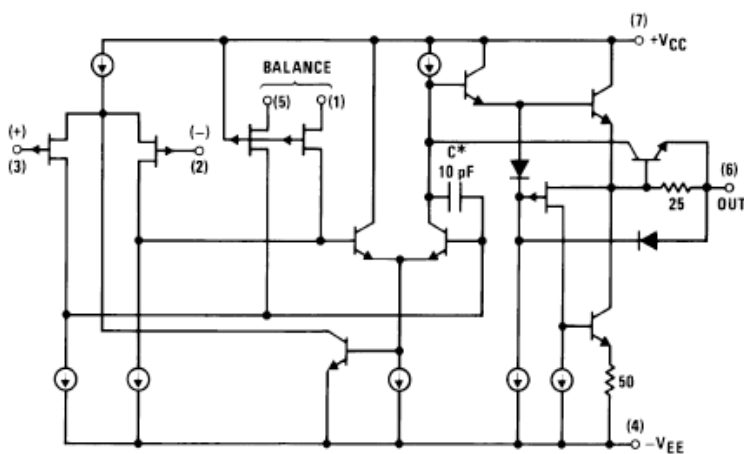 (7)
+VCC
BALANCE
(5)
(1)
(+)
(3)
(−)
(2)
C*
10 pF
(6)
25
OUT
50
(4)
−VEE